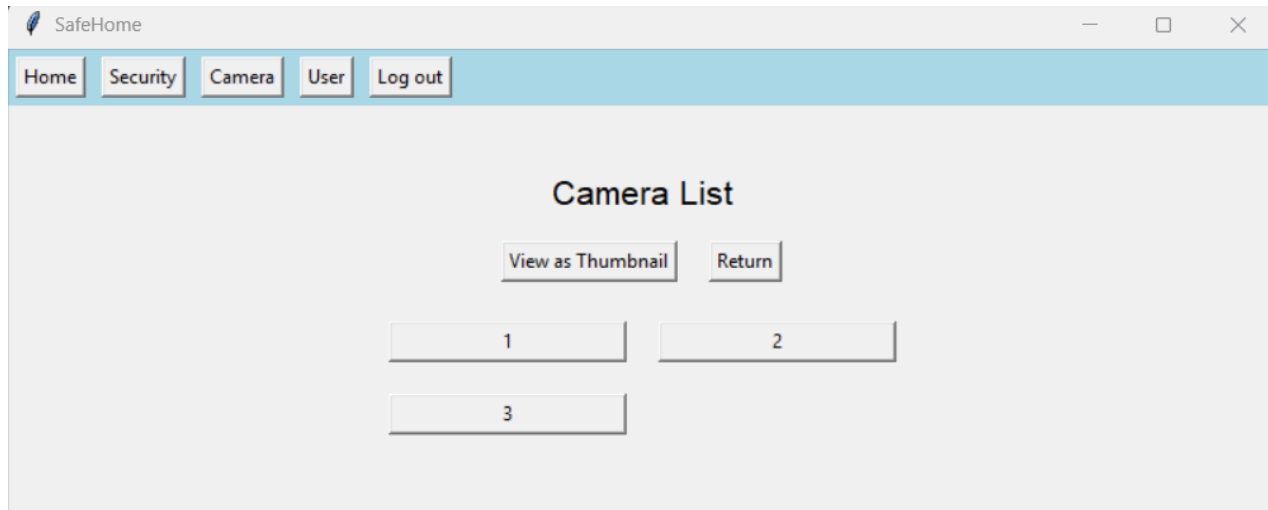 SafeHome
Home Security Camera User Log out
Camera List
View as Thumbnail Return
1 2
3